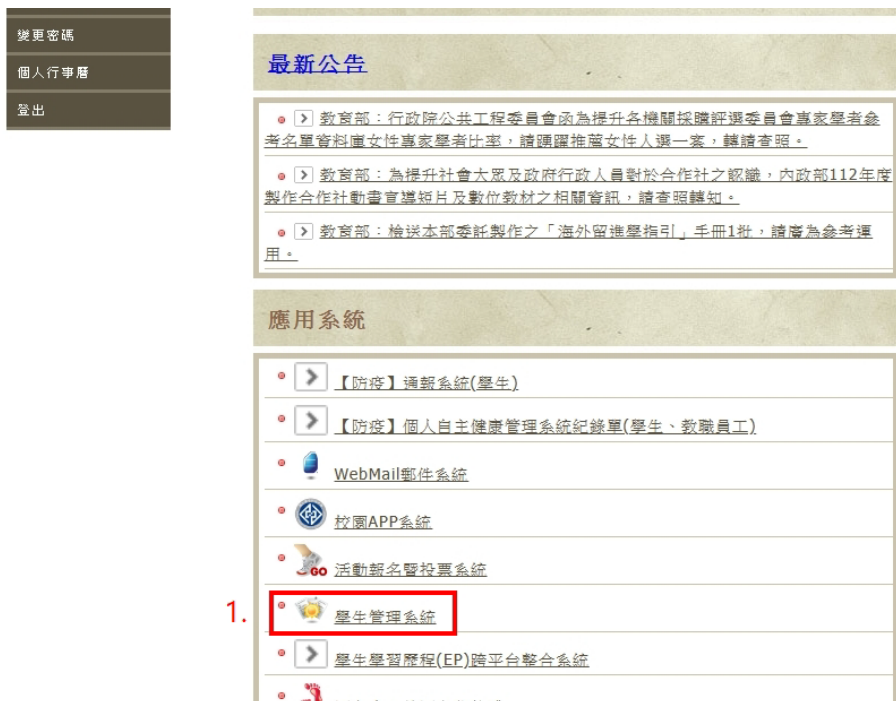 變更密碼
個人行事曆
登出
最新公告
教育部：行政院公共工程委員會函為提升各機關採購評選委員會專家學者參
考名單資料庫女性專家學者比率，請踴躍推薦女性人選一案，轉請查照。
教育部：為提升社會大眾及政府行政人員對於合作社之認識，內政部112年度
製作合作社動畫宣導短片及數位教材之相關資訊，請查照轉知。
教育部：檢送本部委託製作之「海外留進學指引」手冊1批，請廣為參考運
用。
應用系統
【防疫】通報系統(學生)
【防疫】個人自主健康管理系統紀錄單(學生、教職員工)
WebMail郵件系統
校園APP系統
GO 活動報名暨投票系統
1. 學生管理系統
學生學習歷程(EP)跨平台整合系統